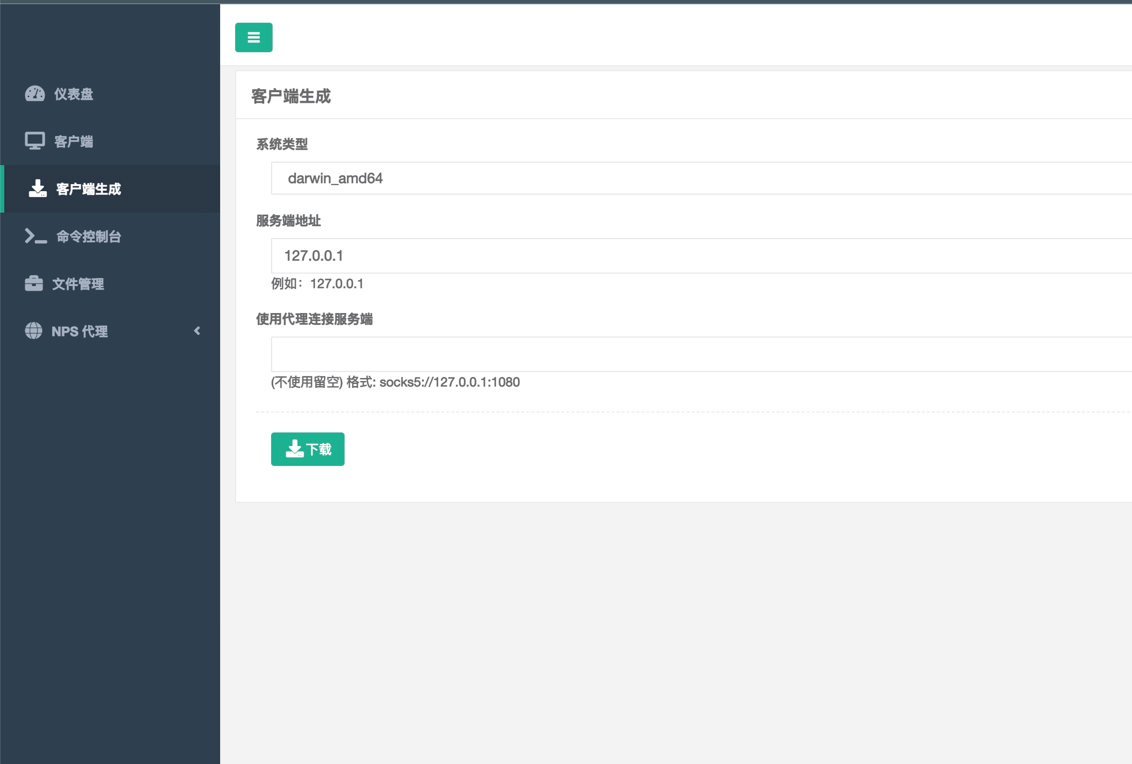 仪表盘
客户端
客户端生成
命令控制台
文件管理
NPS 代理
客户端生成
系统类型
darwin_amd64
服务端地址
127.0.0.1
例如：127.0.0.1
使用代理连接服务端
(不使用留空) 格式: socks5://127.0.0.1:1080
下载